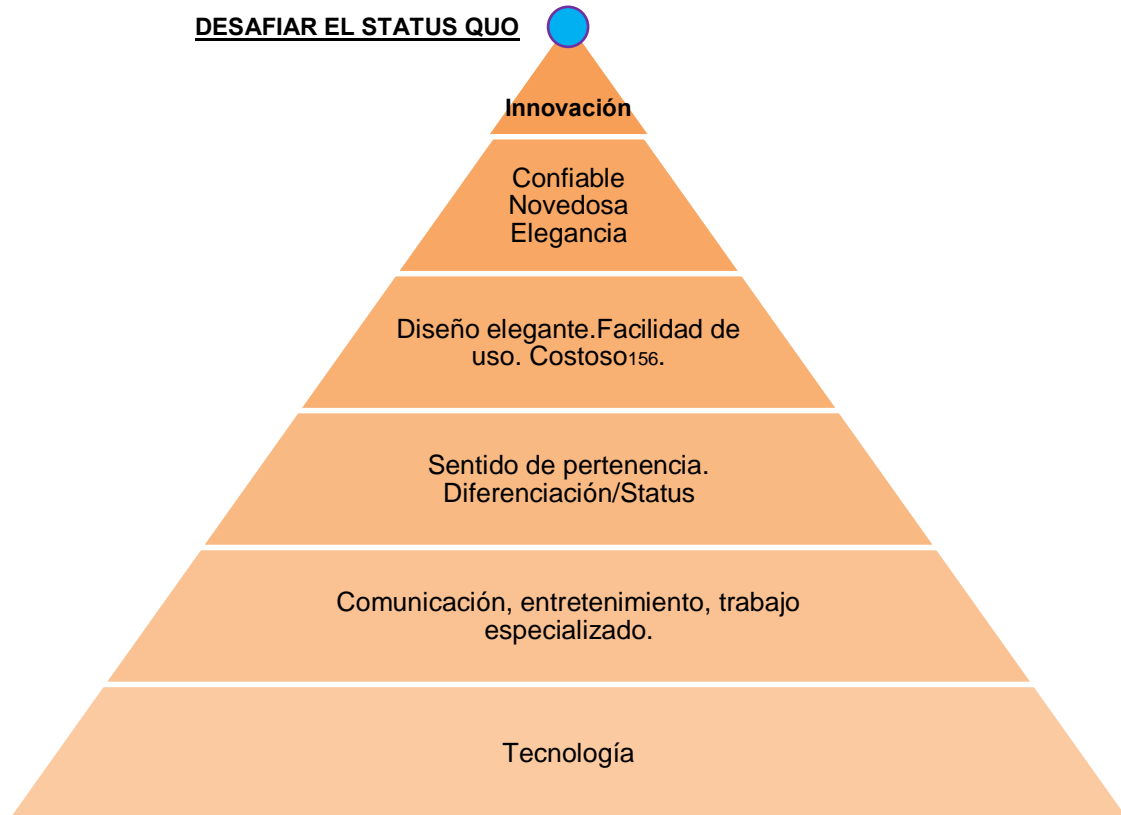 DESAFIAR EL STATUS QUO
Innovación
Confiable
Novedosa
Elegancia
Diseño elegante.Facilidad de
uso. Costoso156.
Sentido de pertenencia.
Diferenciación/Status
Comunicación, entretenimiento, trabajo
especializado.
Tecnología